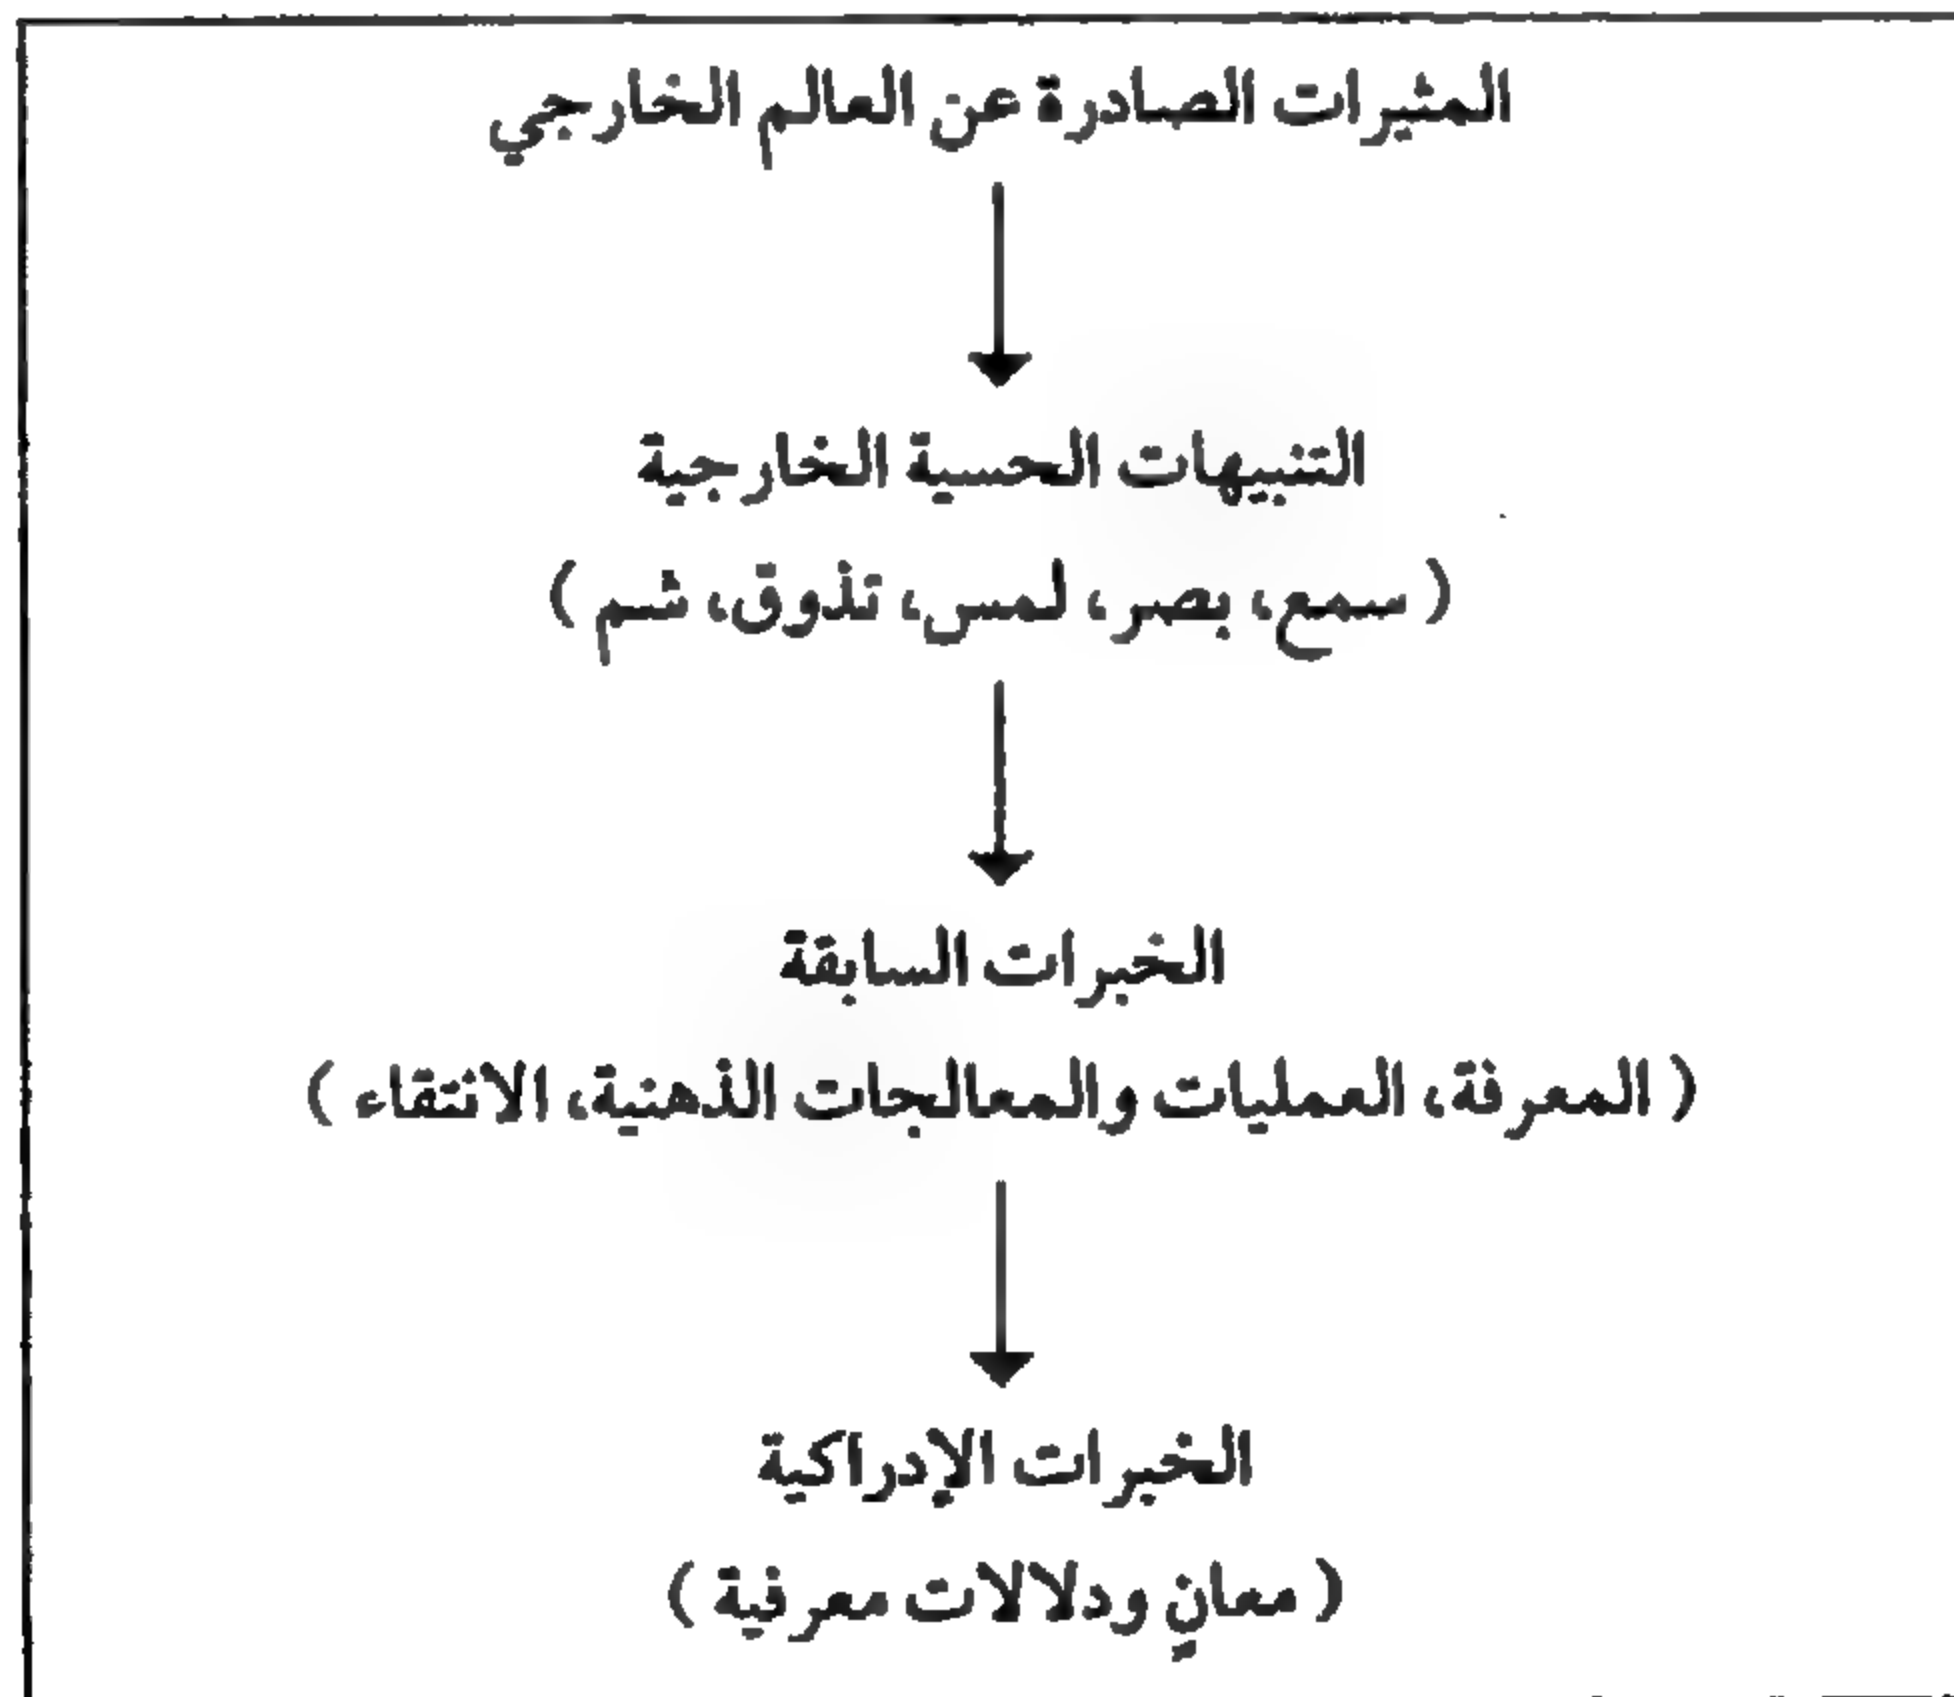 المثيرات الصادرة عن العالم الخارجي
التنبيهات الحسية الخارجية
( سمع، بصر، لمس، تذوق، شم )
الخبرات السابقة
( المعرفة، العمليات والمعالجات الذهنية، الانتقاء )
الخبرات الإدراكية
( معانٍ ودلالات معرفية )